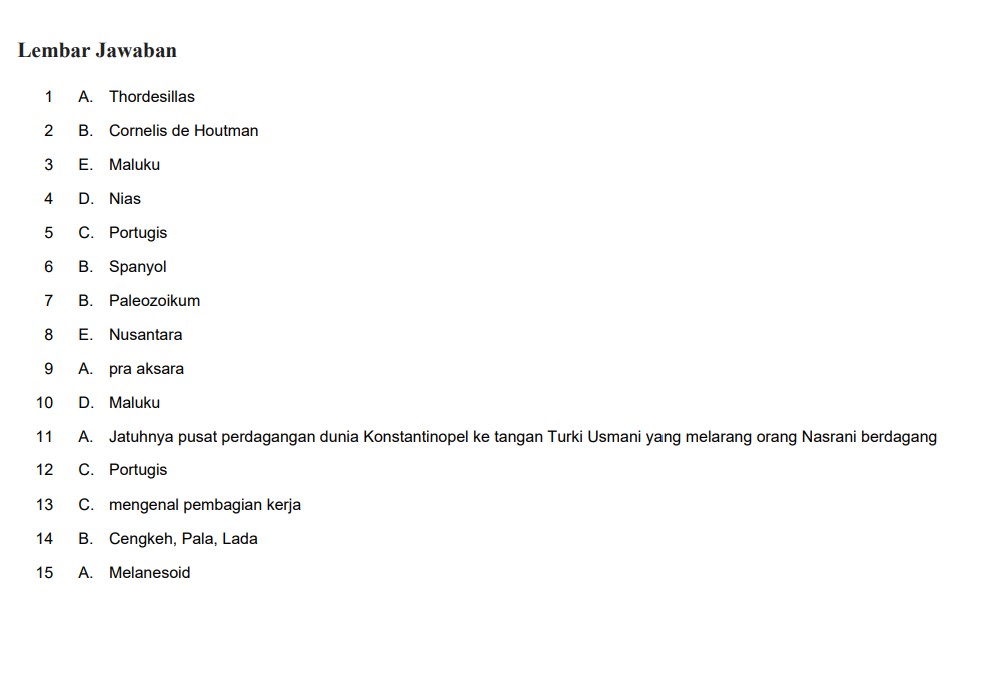 Lembar Jawaban
1 A. Thordesillas
2 B. Cornelis de Houtman
3 E. Maluku
4 D. Nias
5 C. Portugis
6 B. Spanyol
7 B. Paleozoikum
8 E. Nusantara
9 A. pra aksara
10 D. Maluku
11 A. Jatuhnya pusat perdagangan dunia Konstantinopel ke tangan Turki Usmani yang melarang orang Nasrani berdagang
12 C. Portugis
13 C. mengenal pembagian kerja
14 B. Cengkeh, Pala, Lada
15 A. Melanesoid